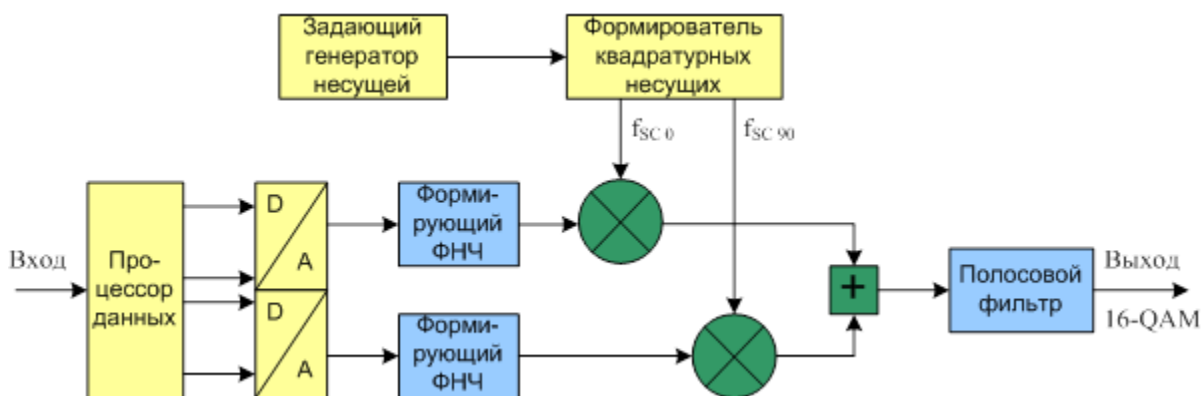 Задающий
генератор
несущей
Формирователь
квадратурных
несущих
fSC 0
fSC 90
Вход
Про-
цессор
данных
D
A
D
A
Форми-
рующий
ФНЧ
Форми-
рующий
ФНЧ
+
Полосовой
фильтр
Выход
16-QAM